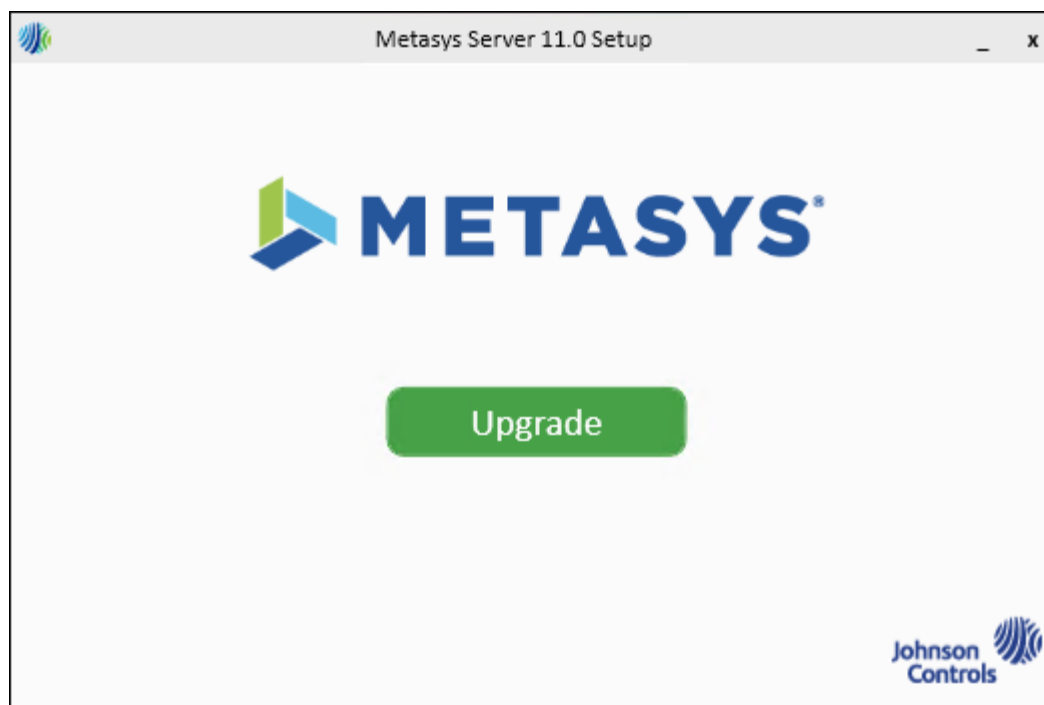 Metasys Server 11.0 Setup
_ x
METASYS®
Upgrade
Johnson
Controls